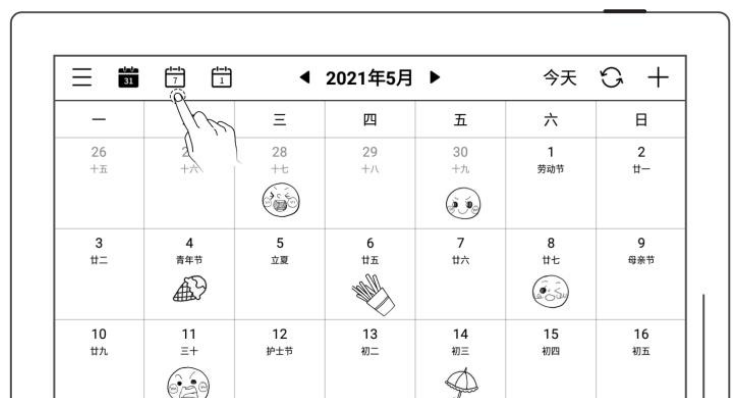 31 7 1 2021年5月 今天
一 三 四 五 六 日
26 28 29 30 1 2
十五 十六 十七 十八 十九 劳动节 廿一
3 4 5 6 7 8 9
廿二 青年节 立夏 廿五 廿六 廿七 母亲节
10 11 12 13 14 15 16
廿九 三十 护士节 初二 初三 初四 初五